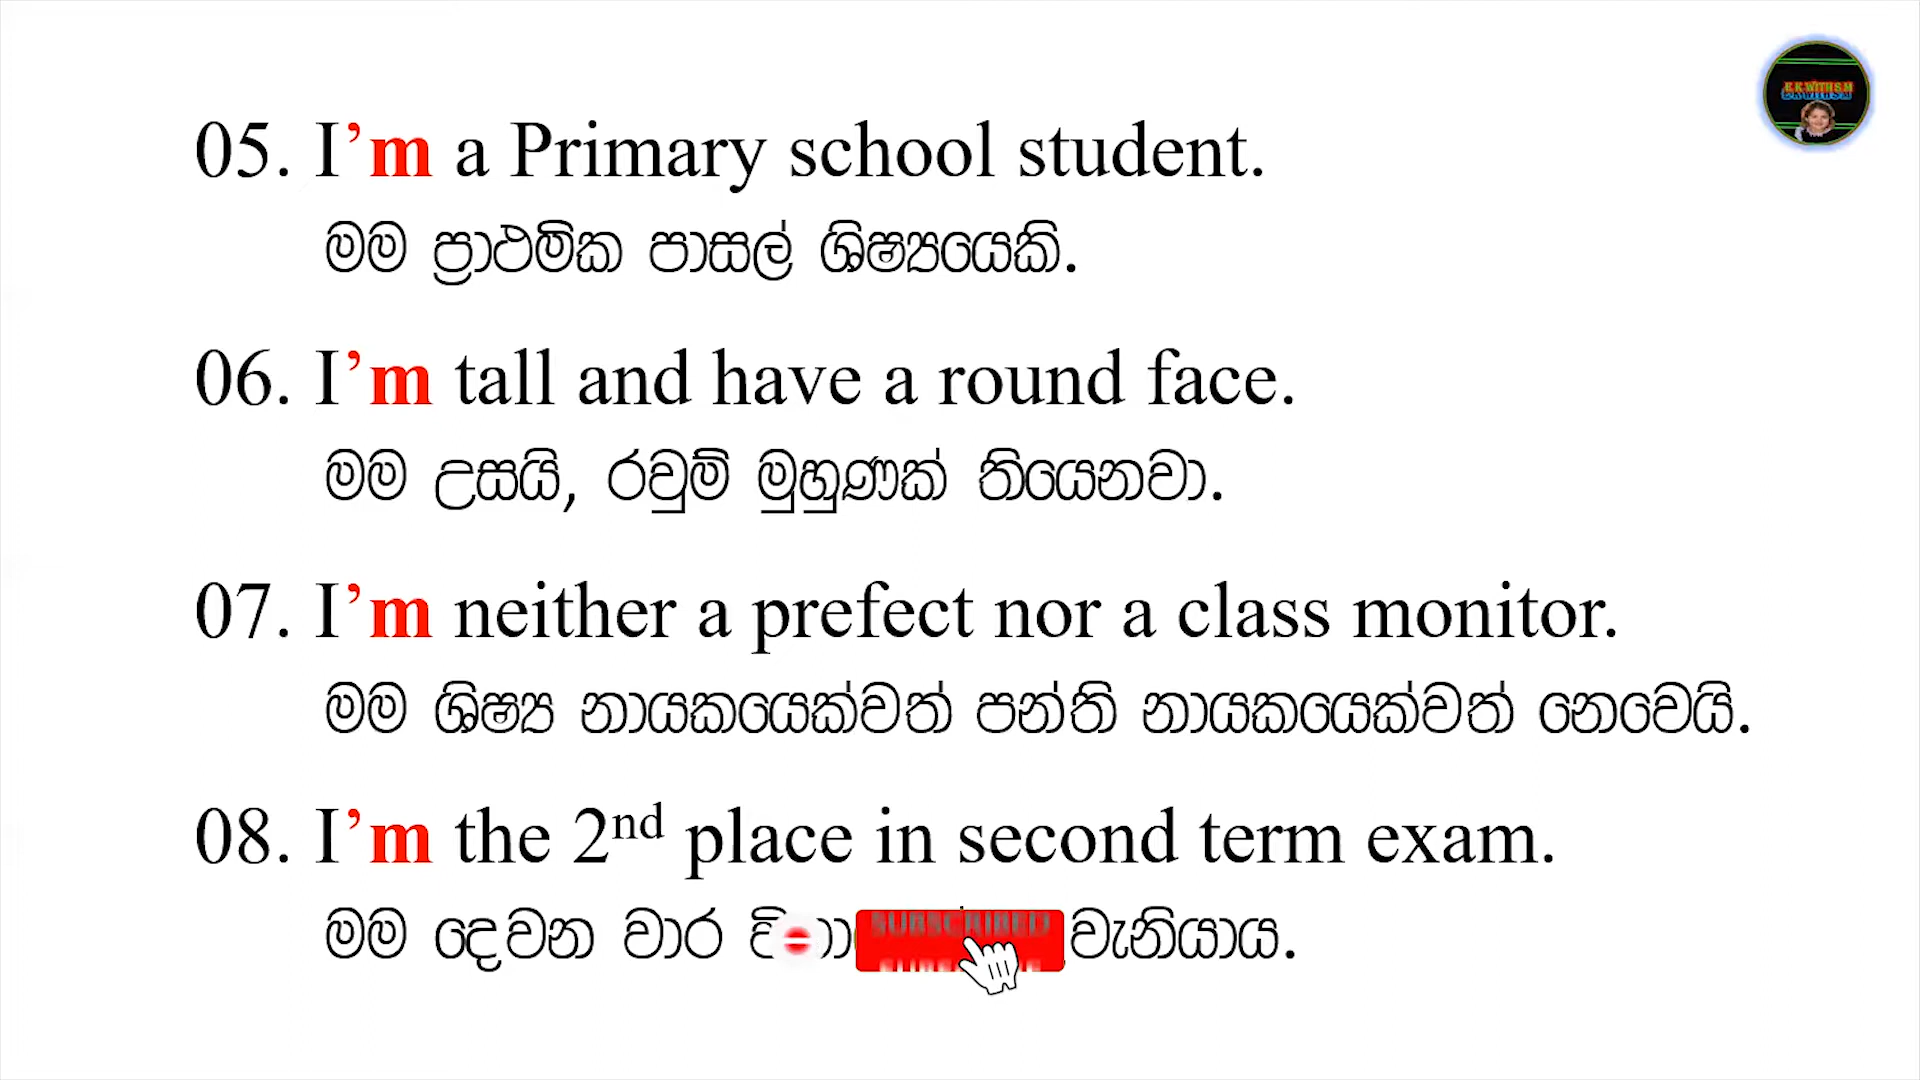 E.K WITH S.M
05. I’m a Primary school student.
මම ප්‍රාථමික පාසල් ශිෂ්‍යයෙකි.
06. I’m tall and have a round face.
මම උසයි, රවුම් මුහුණක් තියෙනවා.
07. I’m neither a prefect nor a class monitor.
මම ශිෂ්‍ය නායකයෙක්වත් පන්ති නායකයෙක්වත් නෙවෙයි.
08. I’m the 2nd place in second term exam.
මම දෙවන වාර වැනියාය.
SUBSCRIBED